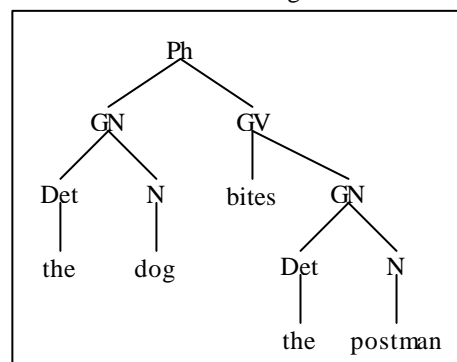 Ph
GN GV
Det N bites GN
the dog Det N
the postman